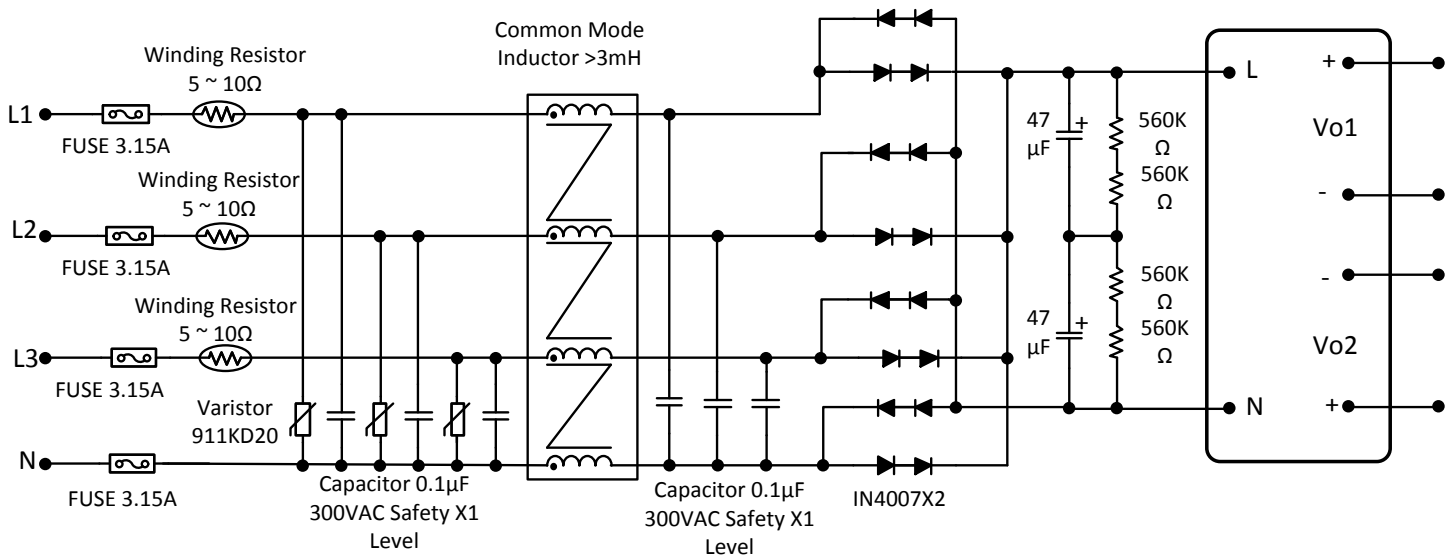 Common Mode
Inductor >3mH
Winding Resistor
5 ~ 10Ω
L1
FUSE 3.15A
Winding Resistor
5 ~ 10Ω
L2
FUSE 3.15A
Winding Resistor
5 ~ 10Ω
L3
FUSE 3.15A
Varistor
911KD20
N
FUSE 3.15A
Capacitor 0.1µF
300VAC Safety X1
Level
Capacitor 0.1µF
300VAC Safety X1
Level
IN4007X2
47
µF
+
560K
Ω
560K
Ω
47
µF
+
560K
Ω
560K
Ω
L
N
+
Vo1
-
-
Vo2
+